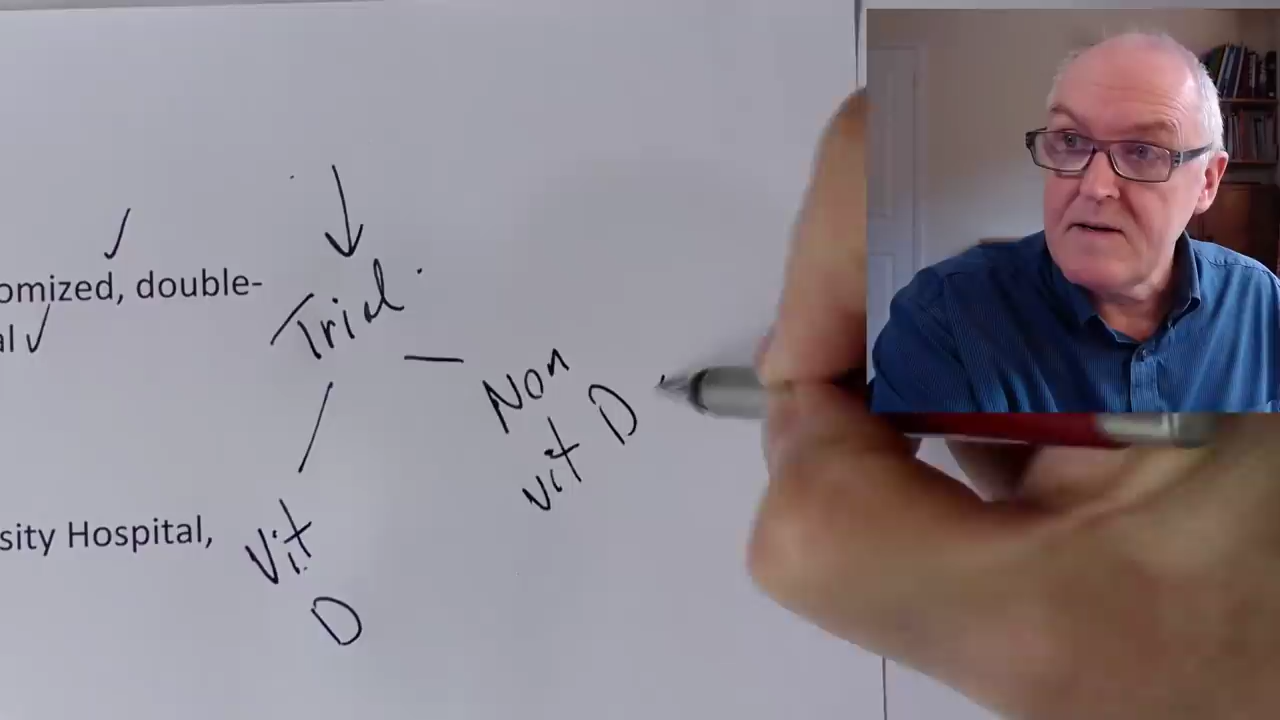 omized, double-
al
Trial
Non
vit D
sity Hospital,
Vit
D